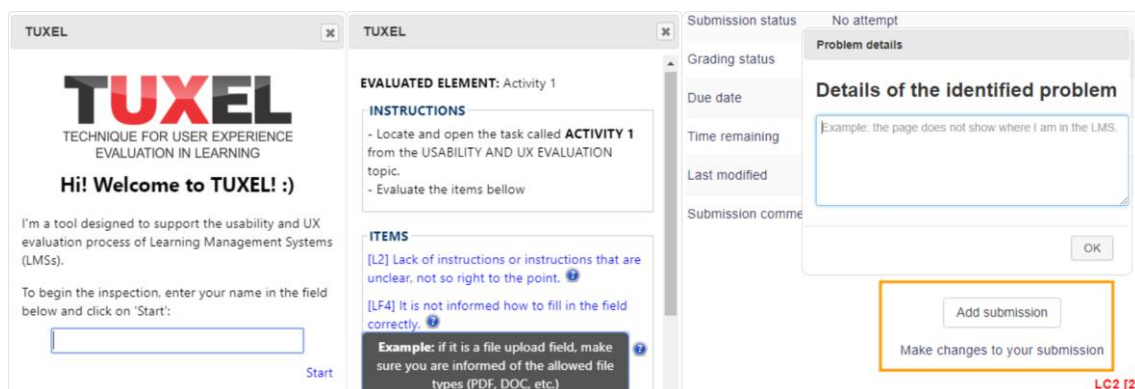 TUXEL
TUXEL
TECHNIQUE FOR USER EXPERIENCE
EVALUATION IN LEARNING
Hi! Welcome to TUXEL! :)
I'm a tool designed to support the usability and UX
evaluation process of Learning Management Systems
(LMSs).
To begin the inspection, enter your name in the field
below and click on 'Start':
Start
TUXEL
EVALUATED ELEMENT: Activity 1
INSTRUCTIONS
- Locate and open the task called ACTIVITY 1
from the USABILITY AND UX EVALUATION
topic.
- Evaluate the items bellow
ITEMS
[L2] Lack of instructions or instructions that are
unclear, not so right to the point.
[LF4] It is not informed how to fill in the field
correctly.
Example: if it is a file upload field, make
sure you are informed of the allowed file
types (PDF, DOC, etc.)
Submission status No attempt
Grading status
Due date
Time remaining
Last modified
Submission comme
Problem details
Details of the identified problem
Example: the page does not show where I am in the LMS.
OK
Add submission
Make changes to your submission
LC2 [2